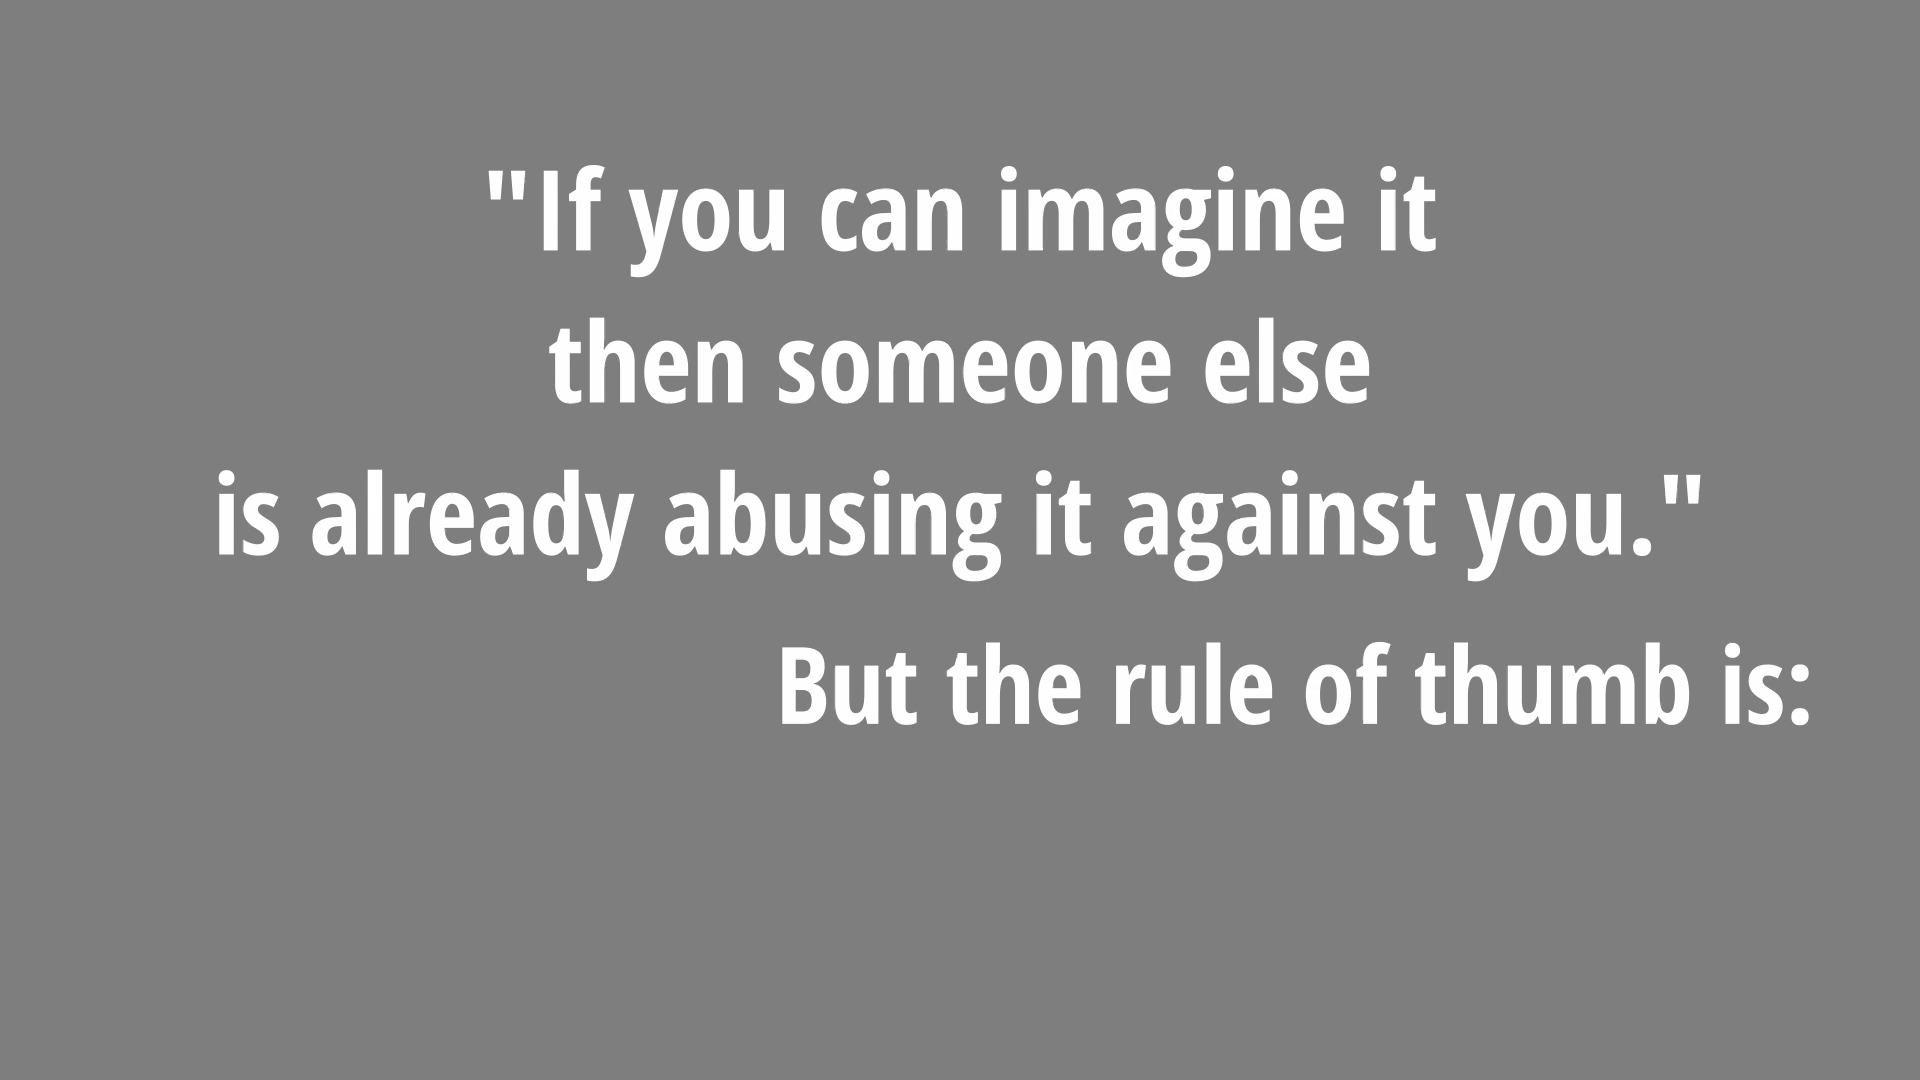 "If you can imagine it
then someone else
is already abusing it against you."
But the rule of thumb is: